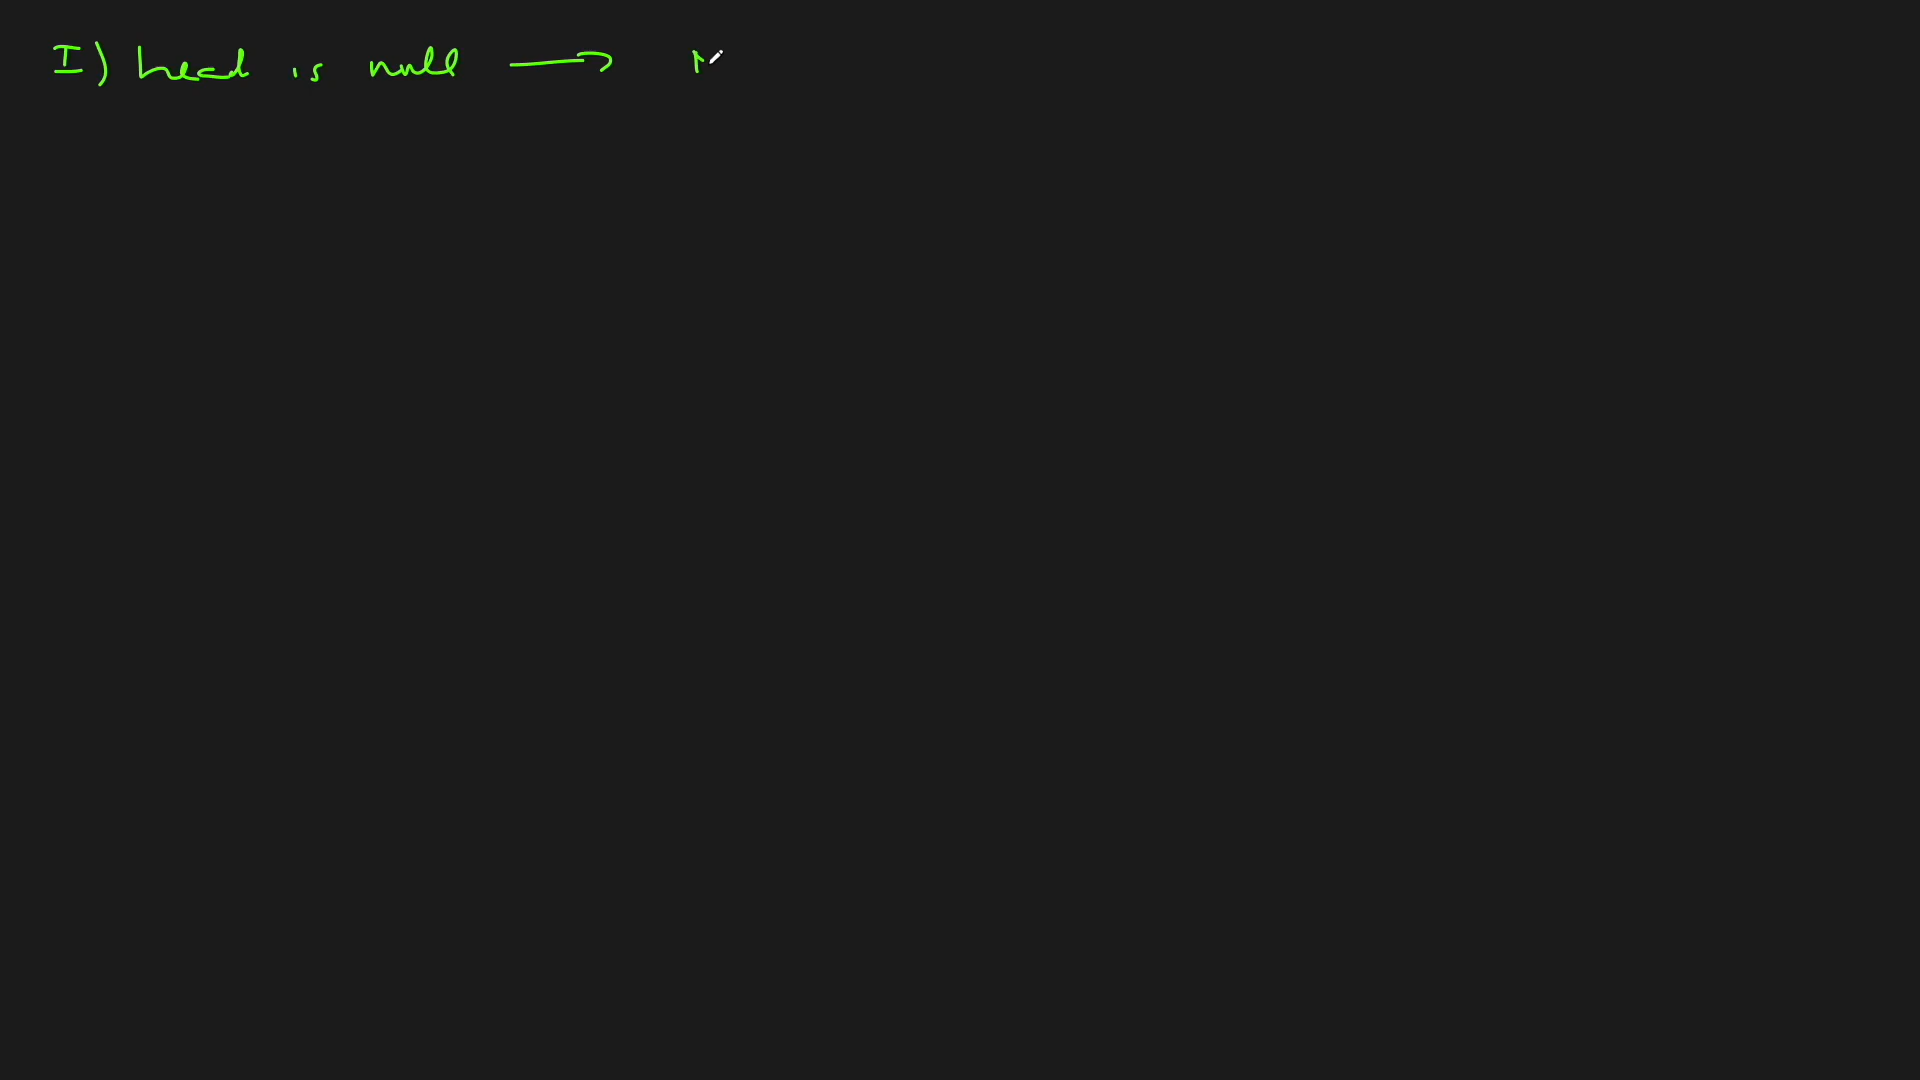 I) head is null →